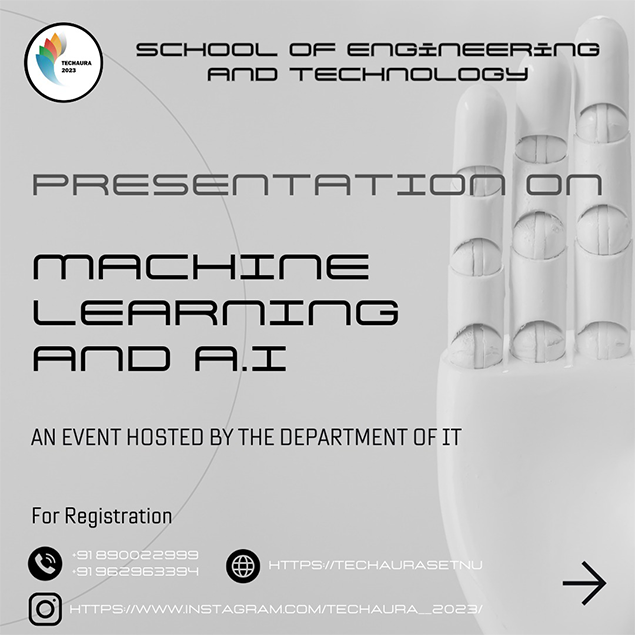 TECHAURA
2023
SCHOOL OF ENGINEERING
AND TECHNOLOGY
PRESENTATION ON
MACHINE
LEARNING
AND A.I
AN EVENT HOSTED BY THE DEPARTMENT OF IT
For Registration
+91 890022999
+91 962963394
HTTPS://TECHAURASETNU
HTTPS://WWW.INSTAGRAM.COM/TECHAURA_2023/